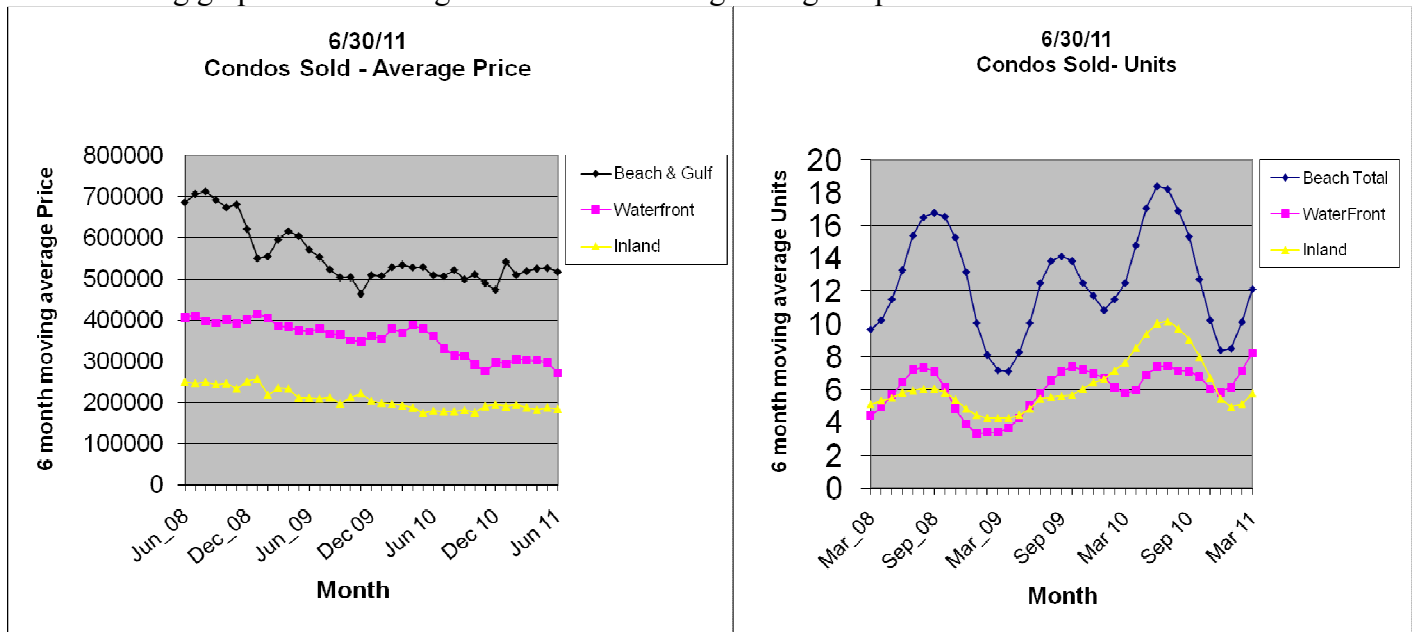 6/30/11
Condos Sold - Average Price
800000
700000
600000
500000
400000
300000
200000
100000
0
6 month moving average Price
Jun_08
Dec_08
Jun_09
Dec 09
Jun 10
Dec 10
Jun 11
Month
Beach & Gulf
Waterfront
Inland
6/30/11
Condos Sold- Units
20
18
16
14
12
10
8
6
4
2
0
6 month moving average Units
Mar_08
Sep_08
Mar_09
Sep 09
Mar 10
Sep 10
Mar 11
Month
Beach Total
WaterFront
Inland